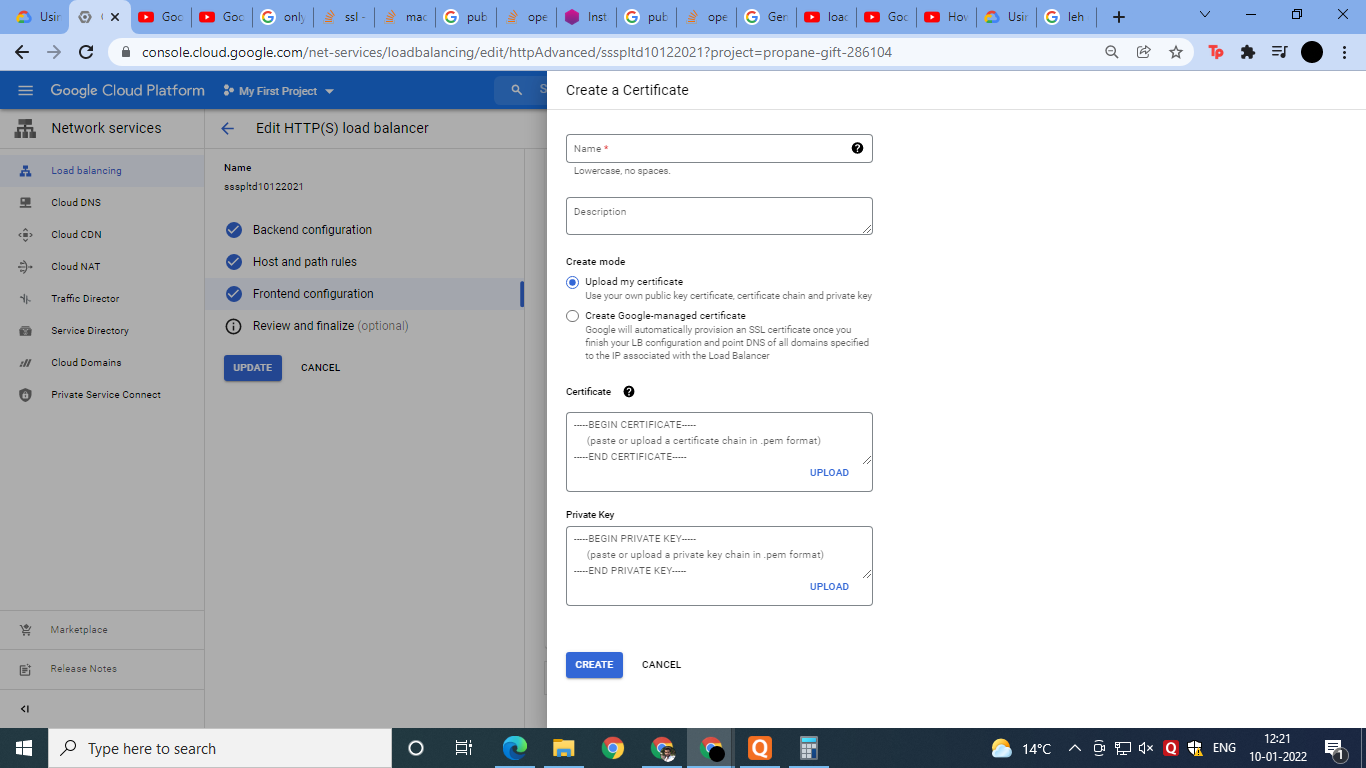 Usin
C
Goc
Goc
only
ssl -
mac
pub
ope
Inst
pub
ope
Gen
load
Goc
How
Usin
leh
console.cloud.google.com/net-services/loadbalancing/edit/httpAdvanced/ssspltd10122021?project=propane-gift-286104
Google Cloud Platform
My First Project
S
Create a Certificate
Network services
Edit HTTP(S) load balancer
Load balancing
Cloud DNS
Cloud CDN
Cloud NAT
Traffic Director
Service Directory
Cloud Domains
Private Service Connect
Marketplace
Release Notes
Name
ssspltd10122021
Backend configuration
Host and path rules
Frontend configuration
Review and finalize (optional)
UPDATE CANCEL
Name *
Lowercase, no spaces.
Description
Create mode
Upload my certificate
Use your own public key certificate, certificate chain and private key
Create Google-managed certificate
Google will automatically provision an SSL certificate once you
finish your LB configuration and point DNS of all domains specified
to the IP associated with the Load Balancer
Certificate
-----BEGIN CERTIFICATE-----
(paste or upload a certificate chain in .pem format)
-----END CERTIFICATE-----
UPLOAD
Private Key
-----BEGIN PRIVATE KEY-----
(paste or upload a private key chain in .pem format)
-----END PRIVATE KEY-----
UPLOAD
CREATE CANCEL
Type here to search
14°C
ENG
12:21
10-01-2022
1